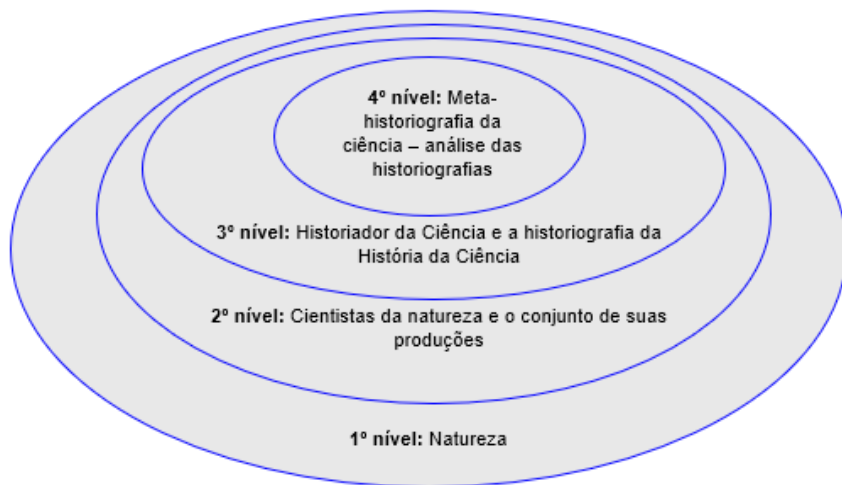 4º nível: Meta-
historiografia da
ciência – análise das
historiografias
3º nível: Historiador da Ciência e a historiografia da
História da Ciência
2º nível: Cientistas da natureza e o conjunto de suas
produções
1º nível: Natureza